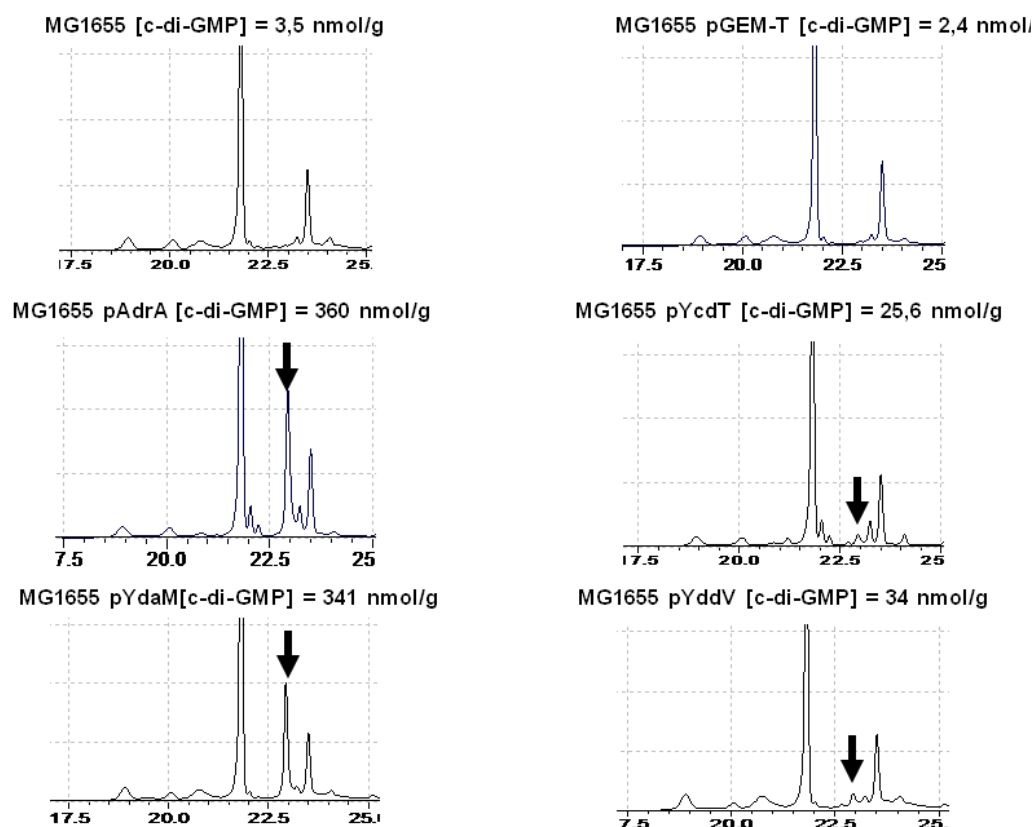 MG1655 [c-di-GMP] = 3,5 nmol/g
17.5 20.0 22.5 25.
MG1655 pGEM-T [c-di-GMP] = 2,4 nmol/
17.5 20.0 22.5 25
MG1655 pAdrA [c-di-GMP] = 360 nmol/g
7.5 20.0 22.5 25
MG1655 pYcdT [c-di-GMP] = 25,6 nmol/g
17.5 20.0 22.5 25
MG1655 pYdaM[c-di-GMP] = 341 nmol/g
17.5 20.0 22.5 25.
MG1655 pYddV [c-di-GMP] = 34 nmol/g
7.5 20.0 22.5 25